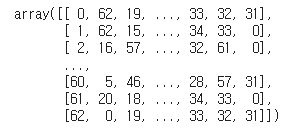 array([[ 0, 62, 19, ..., 33, 32, 31],
[ 1, 62, 15, ..., 34, 33, 0],
[ 2, 16, 57, ..., 32, 61, 0],
...,
[60, 5, 46, ..., 28, 57, 31],
[61, 20, 18, ..., 34, 33, 0],
[62, 0, 19, ..., 33, 32, 31]])